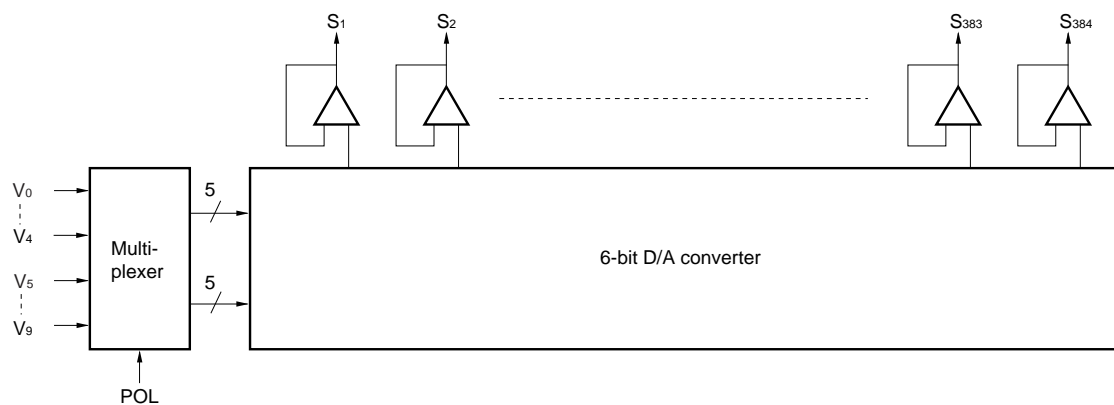 S1 S2 S383 S384
V0
V4
V5
V9
Multi-
plexer
5
5
6-bit D/A converter
POL